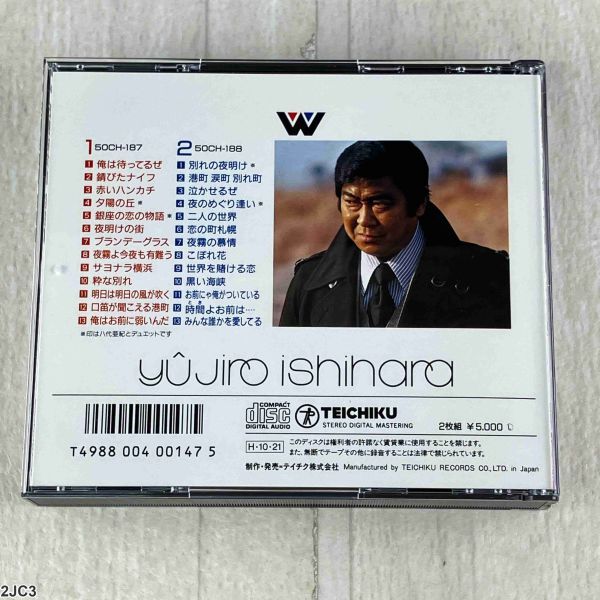 W
1 50CH-187
1 俺は待ってるぜ
2 錆びたナイフ
3 赤いハンカチ
4 夕陽の丘*
5 銀座の恋の物語*
6 夜明けの街
7 ブランデーグラス
8 夜霧よ今夜も有難う
9 サヨナラ横浜
10 粋な別れ
11 明日は明日の風が吹く
12 口笛が聞こえる港町
13 俺はお前に弱いんだ
*印は八代亜紀とデュエットです
2 50CH-188
1 別れの夜明け*
2 港町 涙町 別れ町
3 泣かせるぜ
4 夜のめぐり逢い*
5 二人の世界
6 恋の町札幌
7 夜霧の慕情
8 こぼれ花
9 世界を賭ける恋
10 黒い海峡
11 お前にゃ俺がついている
12 時間よお前は‥‥
とき
13 みんな誰かを愛してる
yûjiro ishihara
T4988 004 00147 5
COMPACT disc DIGITAL AUDIO
TEICHIKU
STEREO DIGITAL MASTERING
2枚組 ¥5,000 D
H・10・21
このディスクは権利者の許諾なく賃貸業に使用することを禁じます。
また、無断でテープその他に録音することは法律で禁じられています。
制作・発売=テイチク株式会社 Manufactured by TEICHIKU RECORDS CO.,LTD. in Japan
2JC3